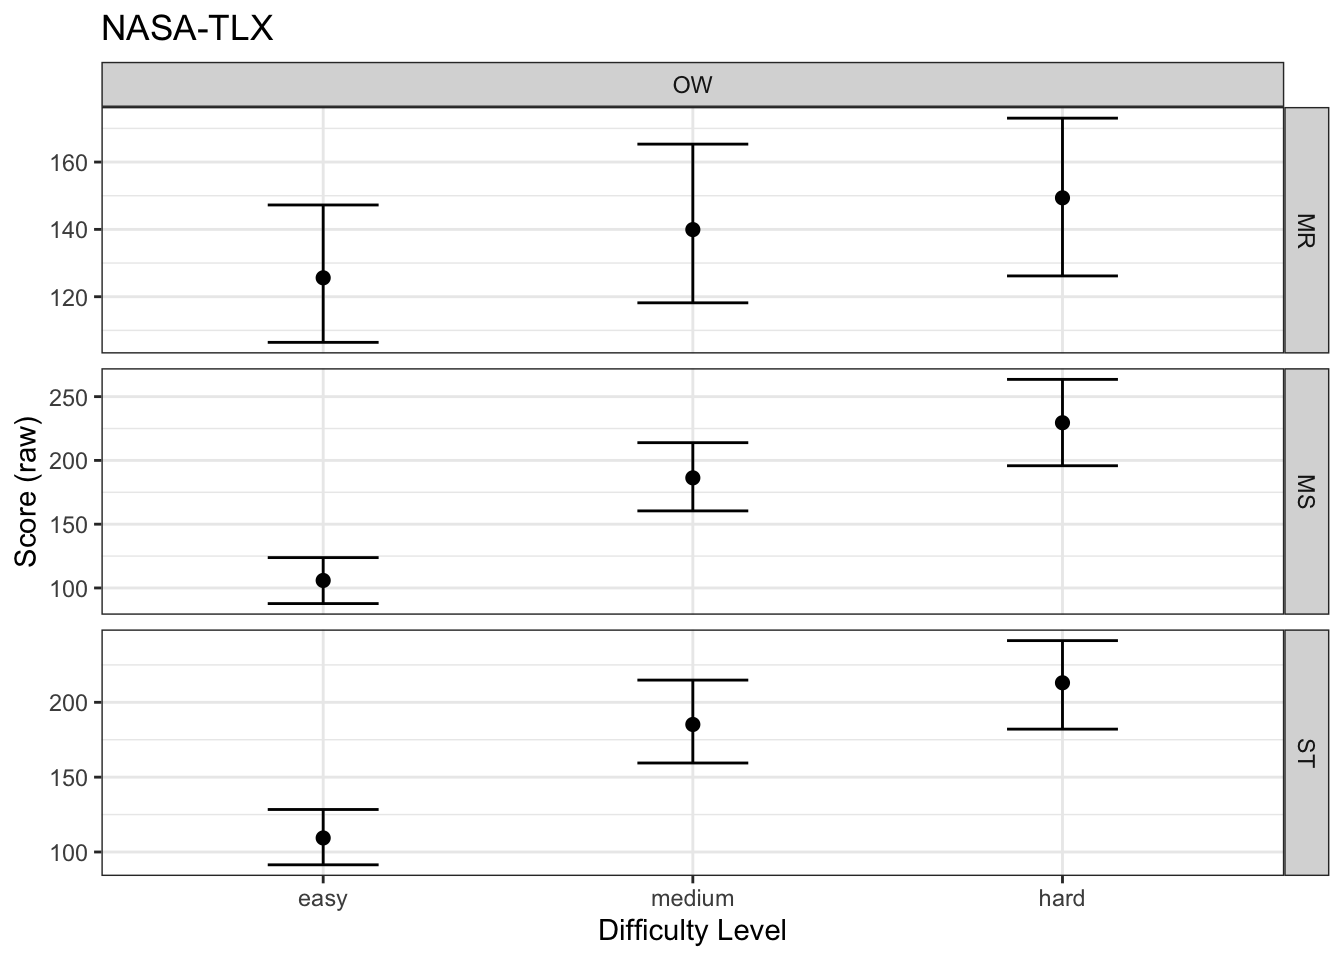 NASA-TLX
OW
160
140
120
MR
Score (raw)
250
200
150
100
MS
200
150
100
ST
easy medium hard
Difficulty Level